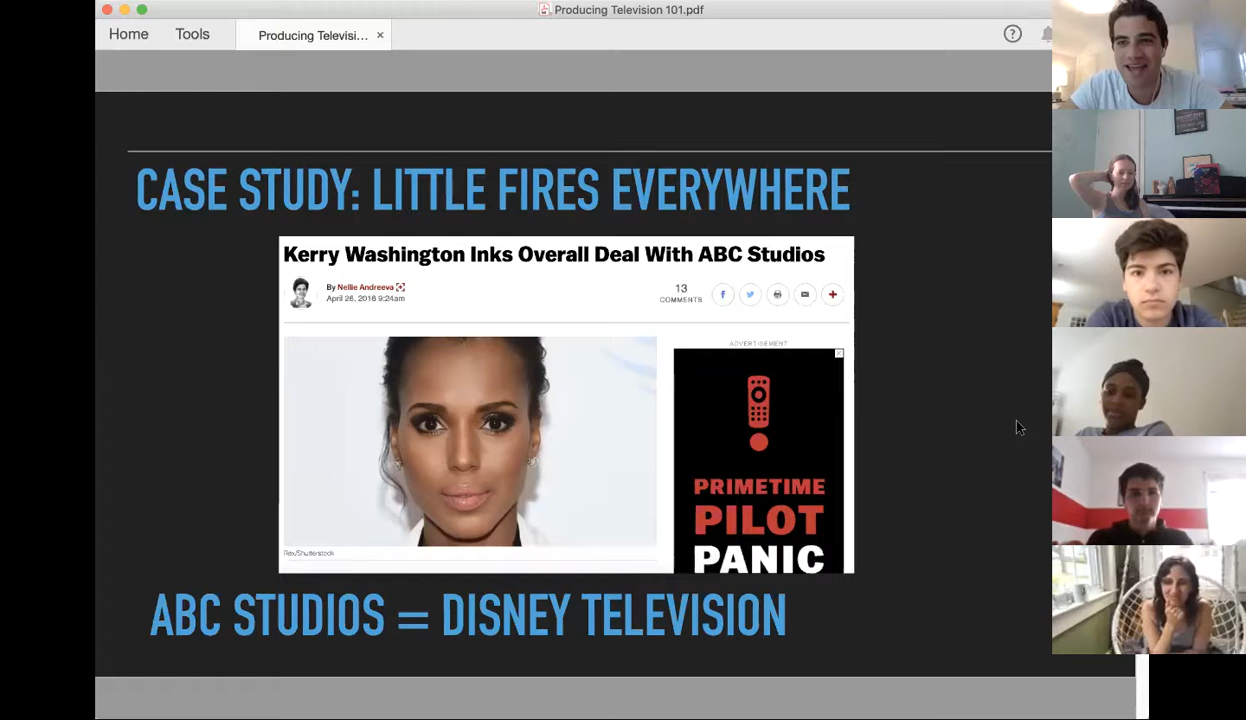 Producing Television 101.pdf
Home Tools Producing Televisi... ×
CASE STUDY: LITTLE FIRES EVERYWHERE
Kerry Washington Inks Overall Deal With ABC Studios
By Nellie Andreeva
April 26, 2016 9:24am
13
COMMENTS
ADVERTISEMENT
PRIMETIME
PILOT
PANIC
Rex/Shutterstock
ABC STUDIOS = DISNEY TELEVISION